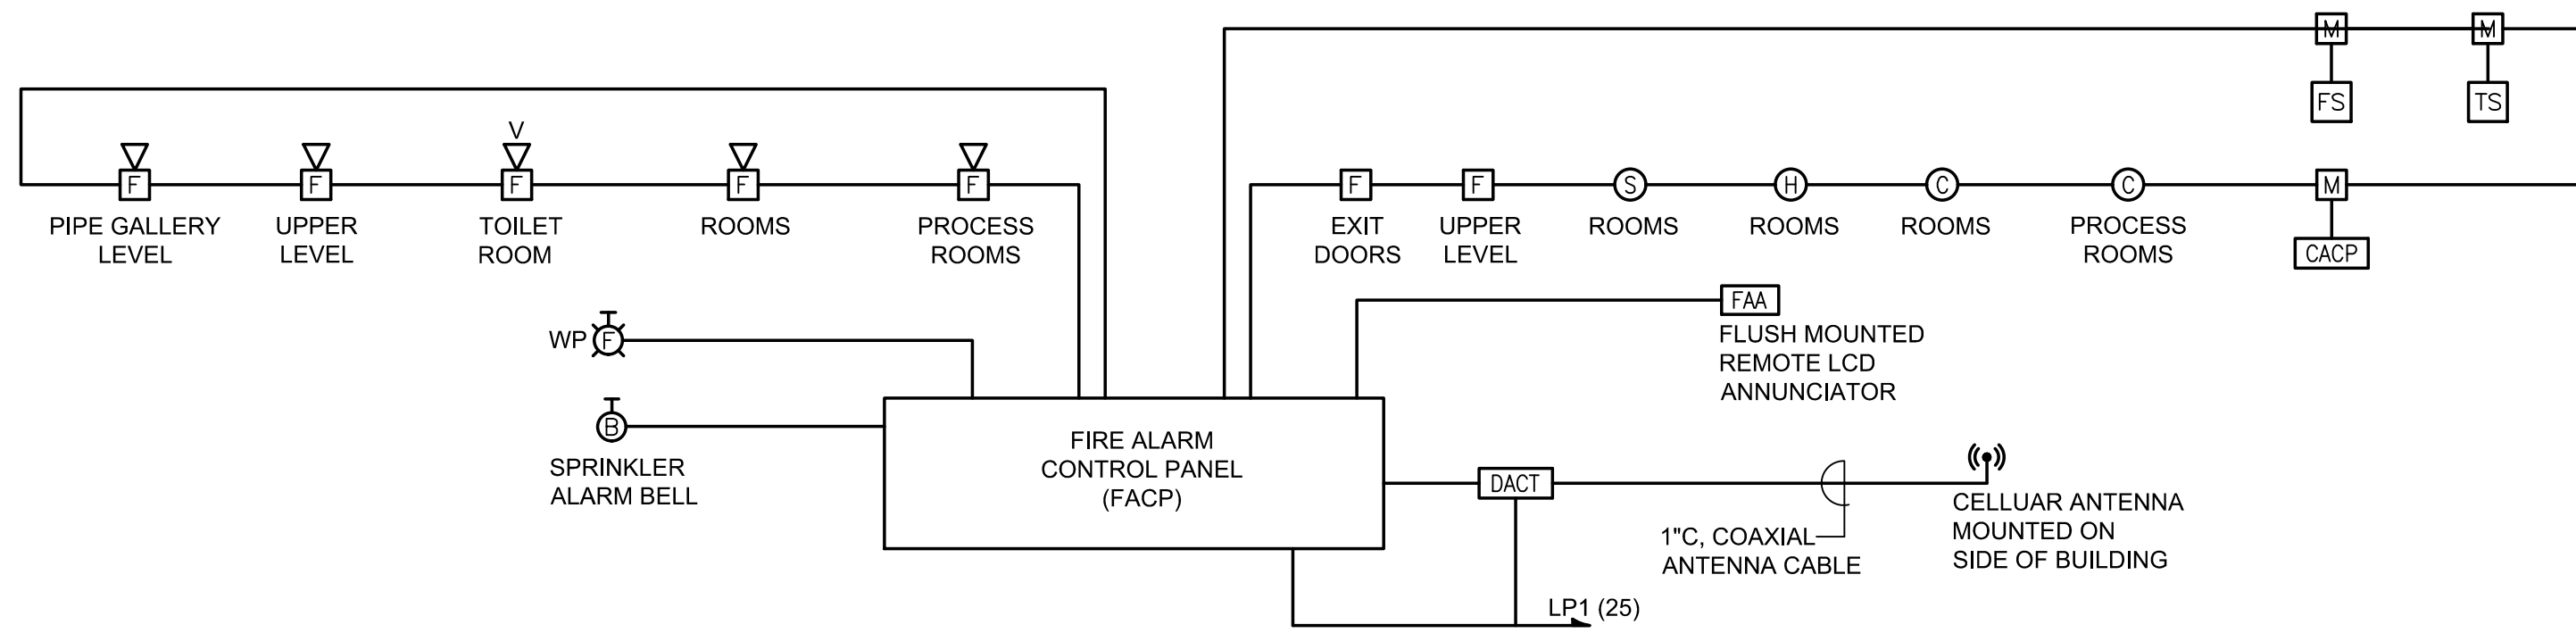 M
M
FS
TS
V
F
F
F
F
F
PIPE GALLERY
LEVEL
UPPER
LEVEL
TOILET
ROOM
ROOMS
PROCESS
ROOMS
F
F
S
H
C
C
M
EXIT
DOORS
UPPER
LEVEL
ROOMS
ROOMS
ROOMS
PROCESS
ROOMS
CACP
WP
F
FAA
FLUSH MOUNTED
REMOTE LCD
ANNUNCIATOR
B
SPRINKLER
ALARM BELL
FIRE ALARM
CONTROL PANEL
(FACP)
DACT
1"C, COAXIAL
ANTENNA CABLE
CELLUAR ANTENNA
MOUNTED ON
SIDE OF BUILDING
LP1 (25)